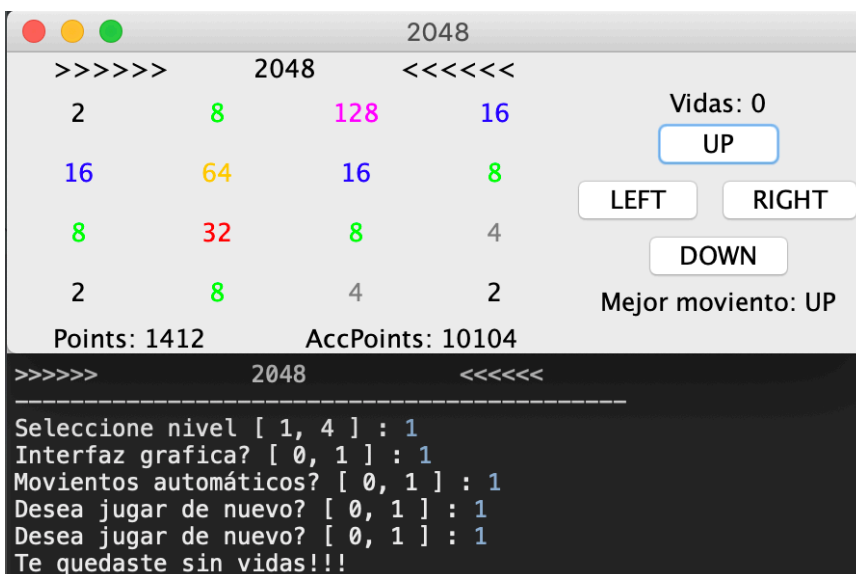 2048
>>>>>> 2048 <<<<<<
2 8 128 16
16 64 16 8
8 32 8 4
2 8 4 2
Points: 1412 AccPoints: 10104
Vidas: 0
UP
LEFT RIGHT
DOWN
Mejor moviento: UP
>>>>>> 2048 <<<<<<
--------------------------------------------
Seleccione nivel [ 1, 4 ] : 1
Interfaz grafica? [ 0, 1 ] : 1
Movientos automáticos? [ 0, 1 ] : 1
Desea jugar de nuevo? [ 0, 1 ] : 1
Desea jugar de nuevo? [ 0, 1 ] : 1
Te quedaste sin vidas!!!